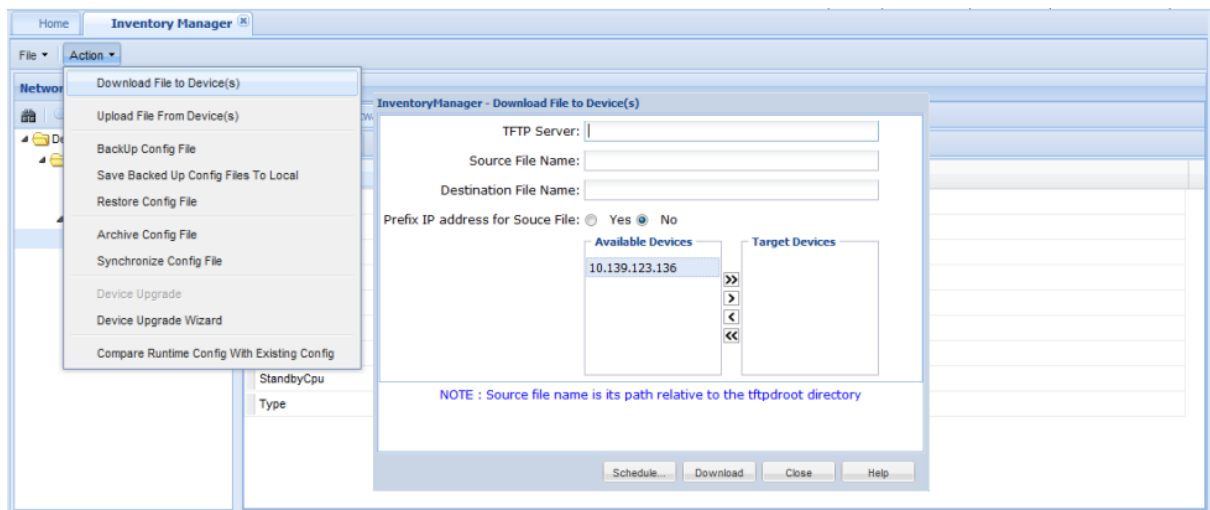 Home
Inventory Manager
File
Action
Networ
Download File to Device(s)
Upload File From Device(s)
BackUp Config File
Save Backed Up Config Files To Local
Restore Config File
Archive Config File
Synchronize Config File
Device Upgrade
Device Upgrade Wizard
Compare Runtime Config With Existing Config
De
StandbyCpu
Type
InventoryManager - Download File to Device(s)
TFTP Server:
Source File Name:
Destination File Name:
Prefix IP address for Souce File: Yes No
Available Devices
Target Devices
10.139.123.136
>>
>
<
<<
NOTE : Source file name is its path relative to the tftpdroot directory
Schedule... Download Close Help